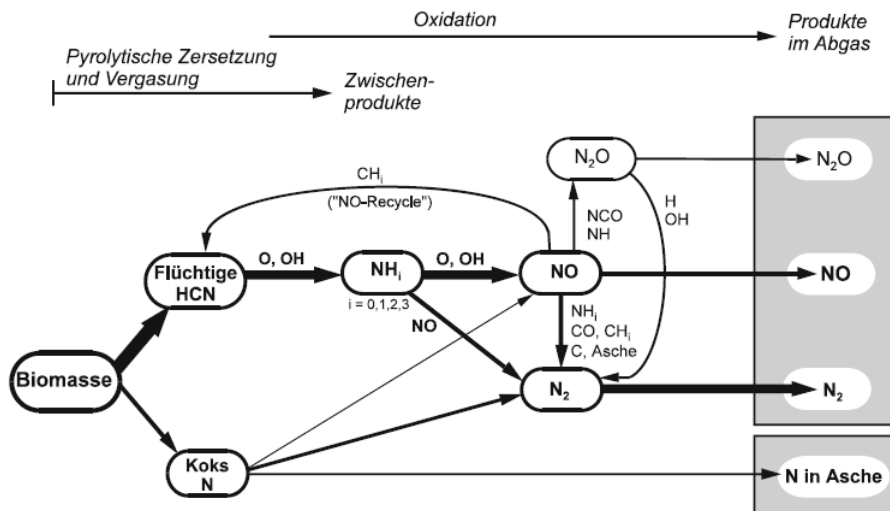 Oxidation
Produkte
im Abgas
Pyrolytische Zersetzung
und Vergasung
Zwischen-
produkte
N₂O
N₂O
CHᵢ
("NO-Recycle")
H
OH
NCO
NH
O, OH
O, OH
Flüchtige
HCN
NHᵢ
NO
NO
i = 0,1,2,3
NO
NHᵢ
CO, CHᵢ
C, Asche
Biomasse
N₂
N₂
Koks
N
N in Asche